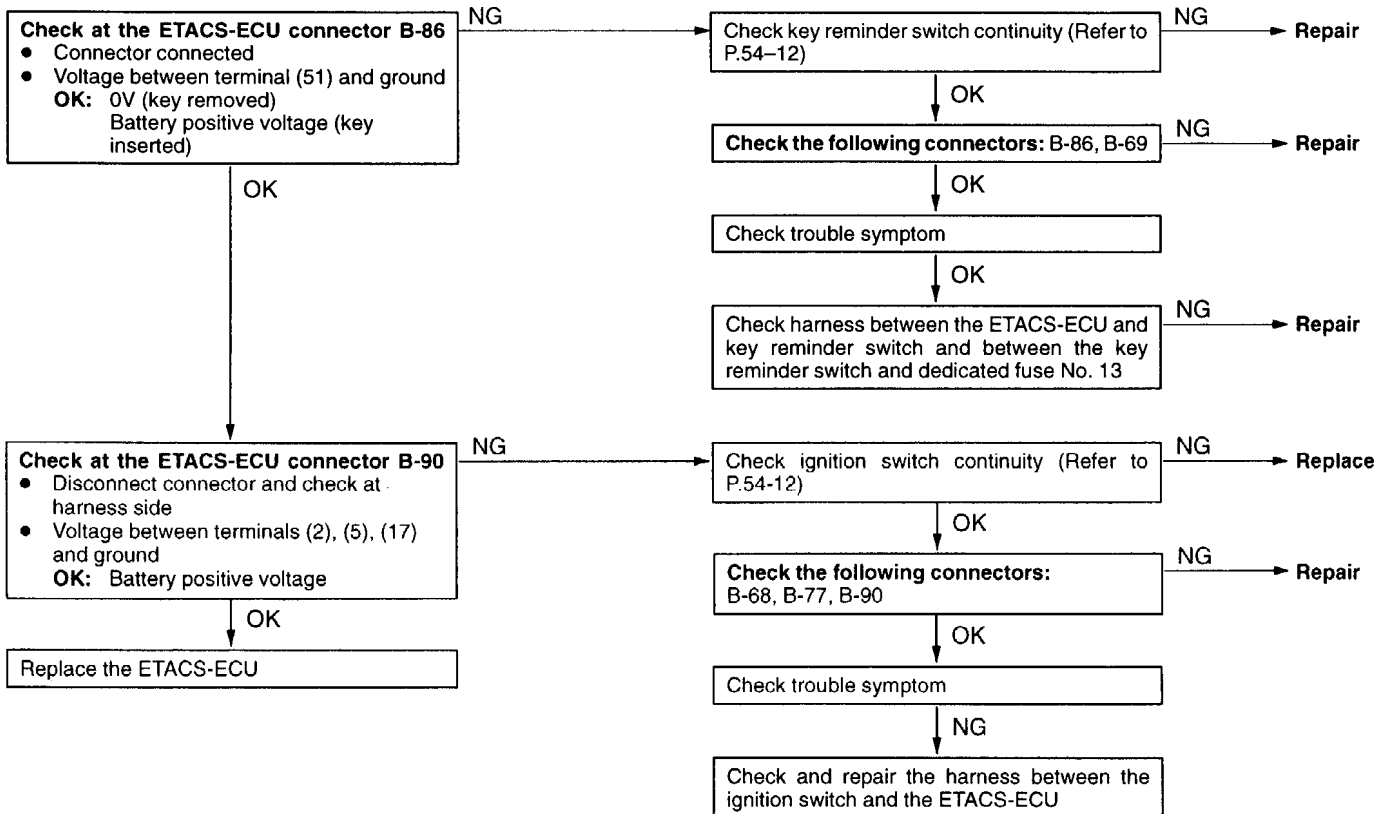 Check at the ETACS-ECU connector B-86
● Connector connected
● Voltage between terminal (51) and ground
OK: 0V (key removed)
Battery positive voltage (key
inserted)
NG
Check key reminder switch continuity (Refer to
P.54–12)
NG
Repair
OK
Check the following connectors: B-86, B-69
NG
Repair
OK
OK
Check trouble symptom
OK
Check harness between the ETACS-ECU and
key reminder switch and between the key
reminder switch and dedicated fuse No. 13
NG
Repair
Check at the ETACS-ECU connector B-90
● Disconnect connector and check at
harness side
● Voltage between terminals (2), (5), (17)
and ground
OK: Battery positive voltage
NG
Check ignition switch continuity (Refer to
P.54-12)
NG
Replace
OK
Check the following connectors:
B-68, B-77, B-90
NG
Repair
OK
Replace the ETACS-ECU
OK
Check trouble symptom
NG
Check and repair the harness between the
ignition switch and the ETACS-ECU